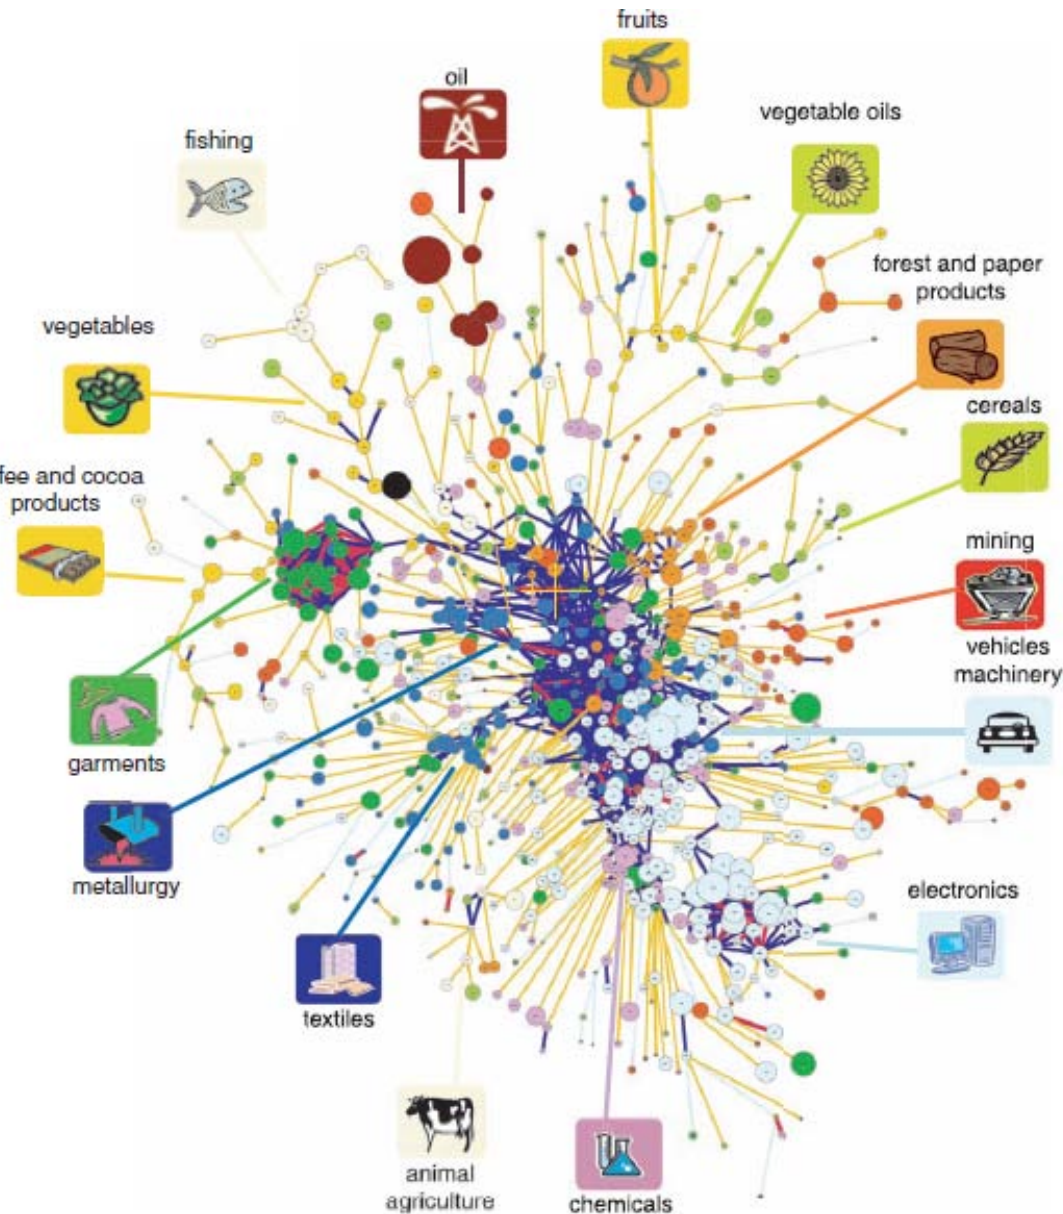 fruits
oil
vegetable oils
fishing
forest and paper
products
vegetables
cereals
fee and cocoa
products
mining
vehicles
machinery
garments
metallurgy
electronics
textiles
animal
agriculture
chemicals